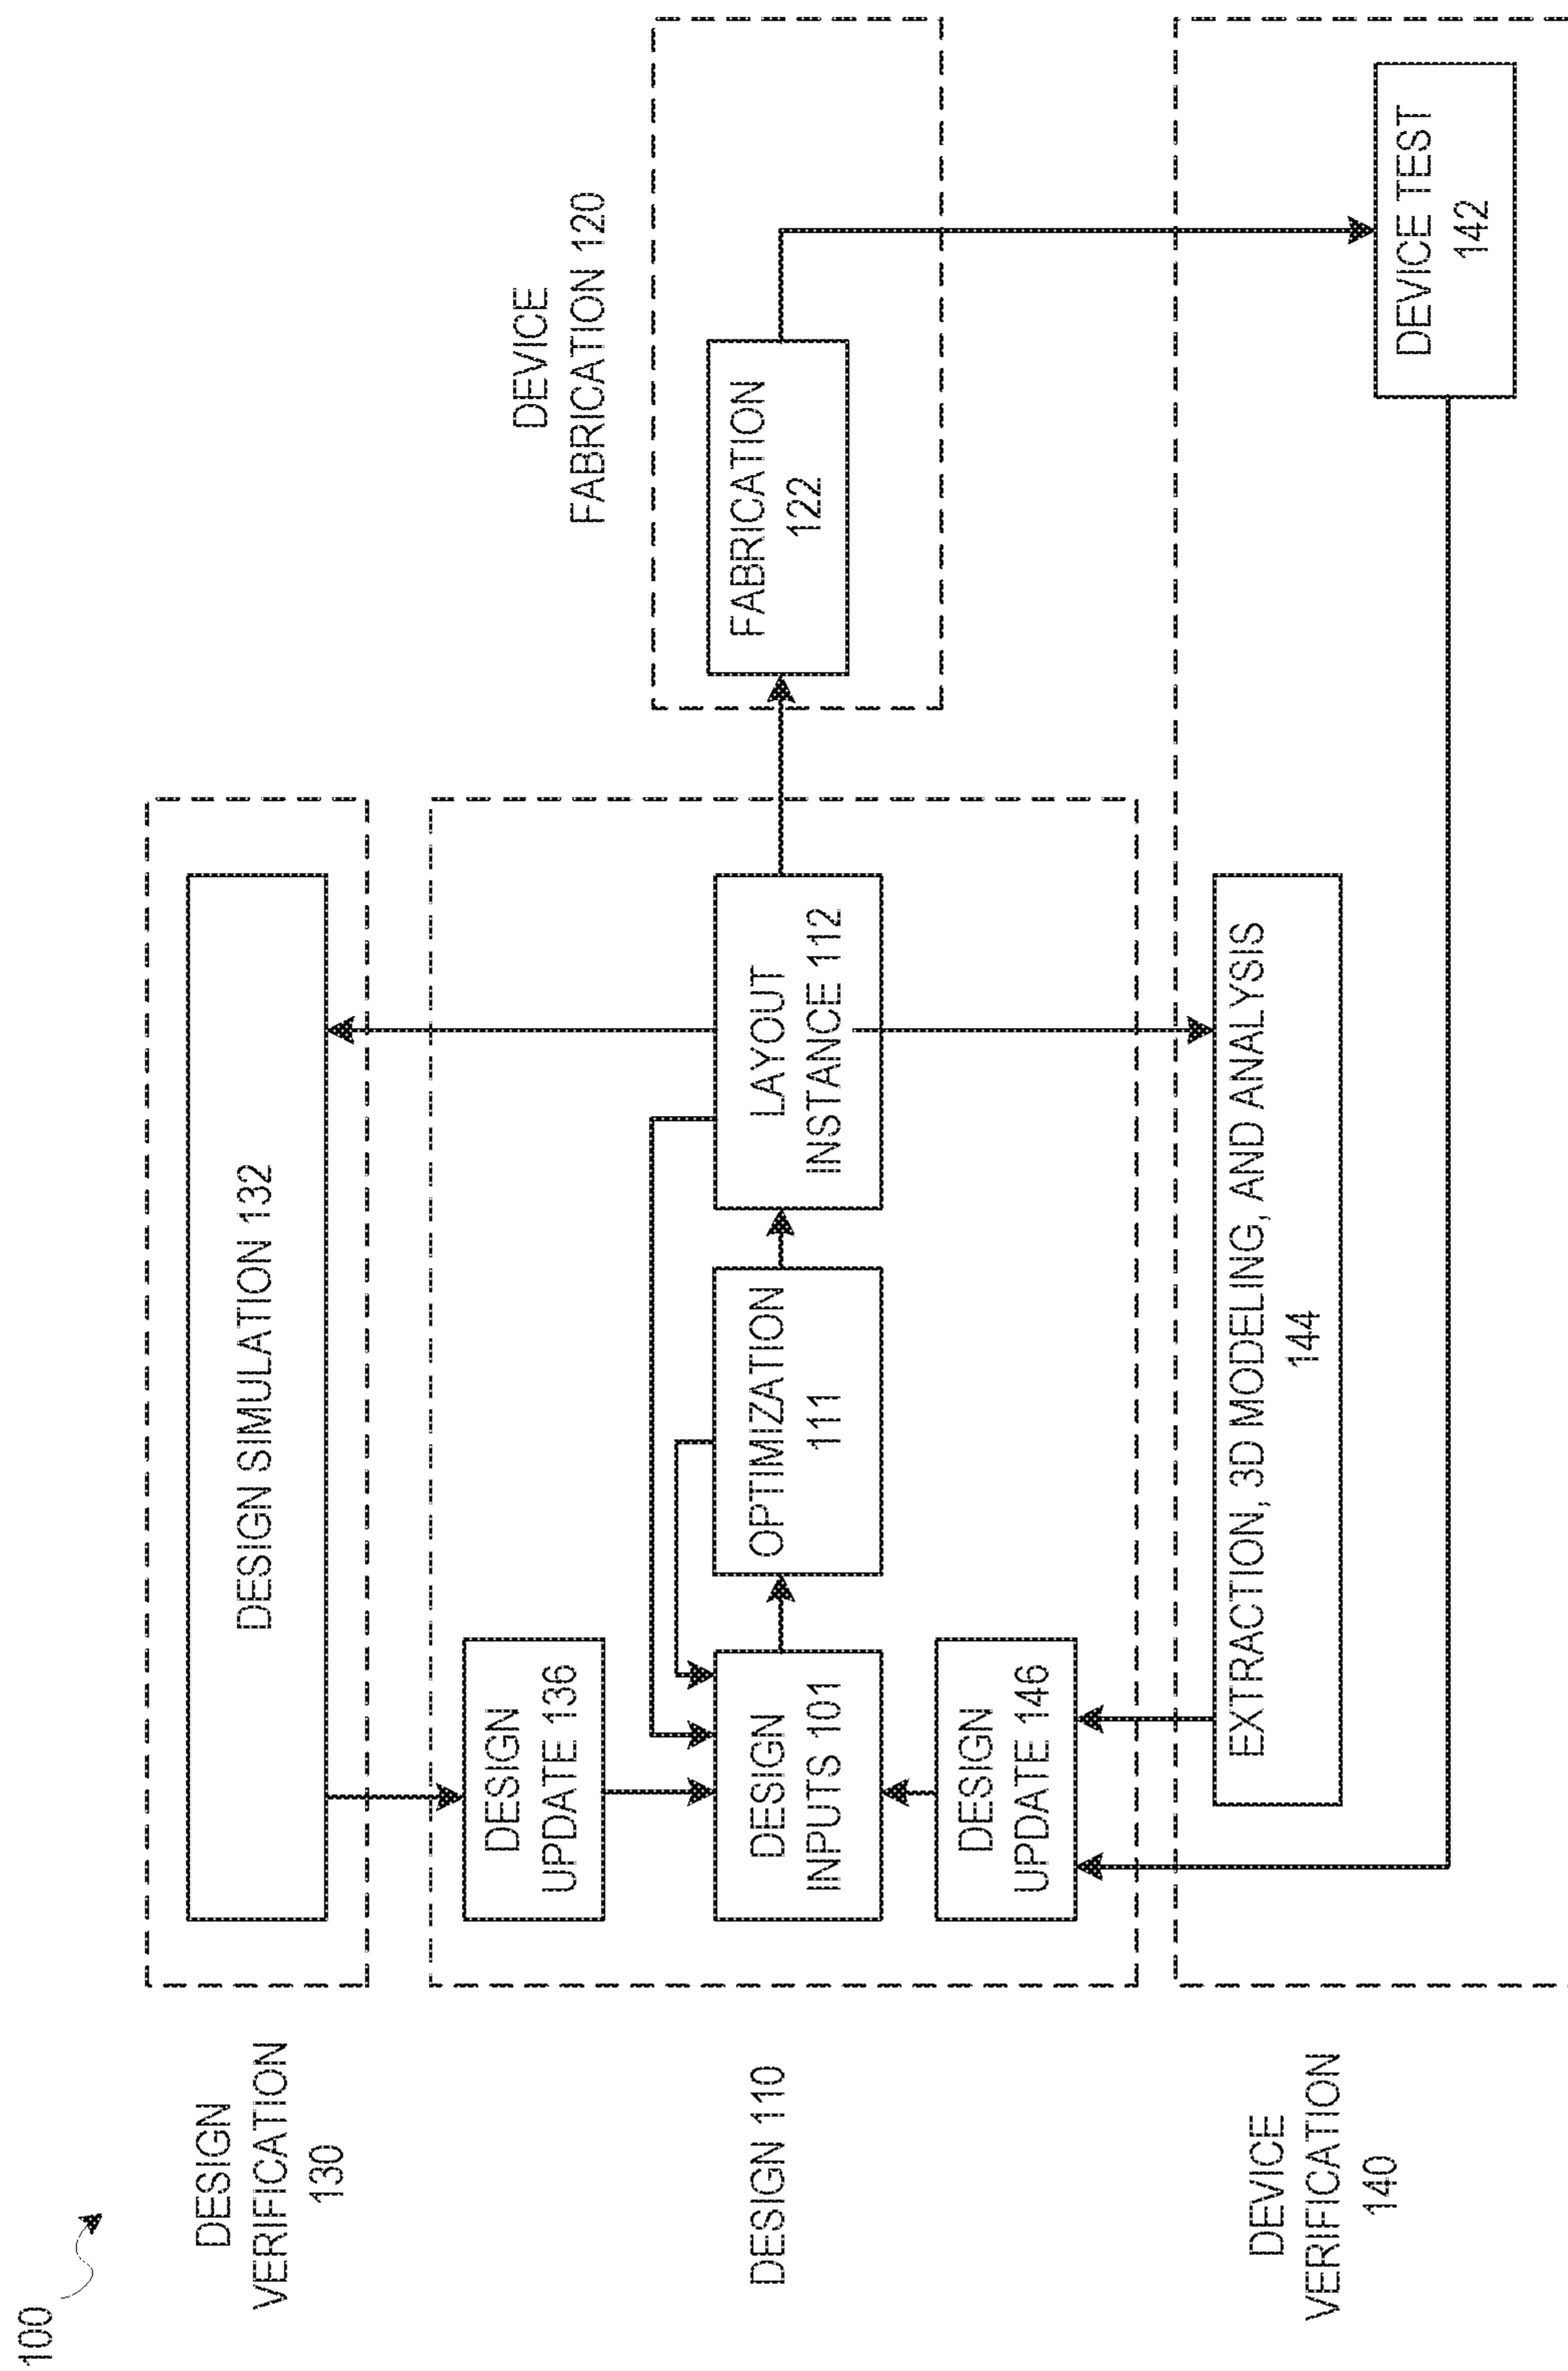 100
DESIGN
VERIFICATION
130
DESIGN SIMULATION 132
DESIGN 110
DESIGN
UPDATE 136
DESIGN
INPUTS 101
DESIGN
UPDATE 146
OPTIMIZATION
111
LAYOUT
INSTANCE 112
DEVICE
FABRICATION 120
FABRICATION
122
DEVICE
VERIFICATION
140
EXTRACTION, 3D MODELING, AND ANALYSIS
144
DEVICE TEST
142